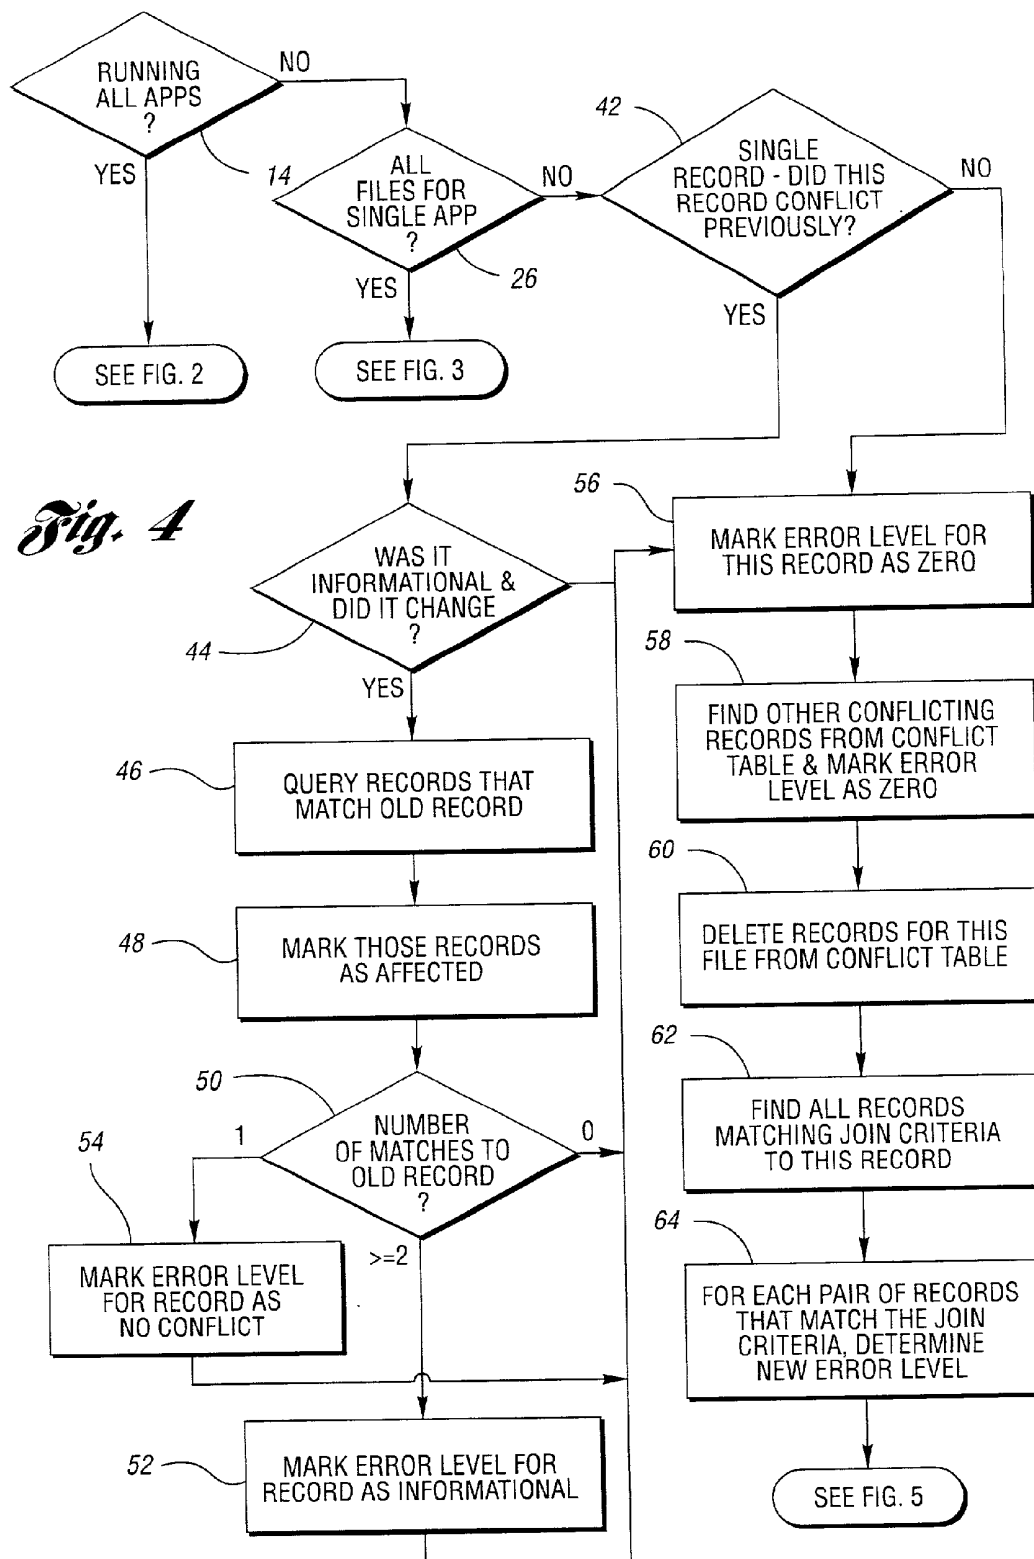 RUNNING
ALL APPS
?
NO
YES
14
SEE FIG. 2
ALL
FILES FOR
SINGLE APP
?
NO
YES
26
SEE FIG. 3
42
SINGLE
RECORD - DID THIS
RECORD CONFLICT
PREVIOUSLY?
NO
YES
Fig. 4
WAS IT
INFORMATIONAL &
DID IT CHANGE
?
44
YES
46
QUERY RECORDS THAT
MATCH OLD RECORD
48
MARK THOSE RECORDS
AS AFFECTED
50
NUMBER
OF MATCHES TO
OLD RECORD
?
1
0
>=2
54
MARK ERROR LEVEL
FOR RECORD AS
NO CONFLICT
52
MARK ERROR LEVEL FOR
RECORD AS INFORMATIONAL
56
MARK ERROR LEVEL FOR
THIS RECORD AS ZERO
58
FIND OTHER CONFLICTING
RECORDS FROM CONFLICT
TABLE & MARK ERROR
LEVEL AS ZERO
60
DELETE RECORDS FOR THIS
FILE FROM CONFLICT TABLE
62
FIND ALL RECORDS
MATCHING JOIN CRITERIA
TO THIS RECORD
64
FOR EACH PAIR OF RECORDS
THAT MATCH THE JOIN
CRITERIA, DETERMINE
NEW ERROR LEVEL
SEE FIG. 5